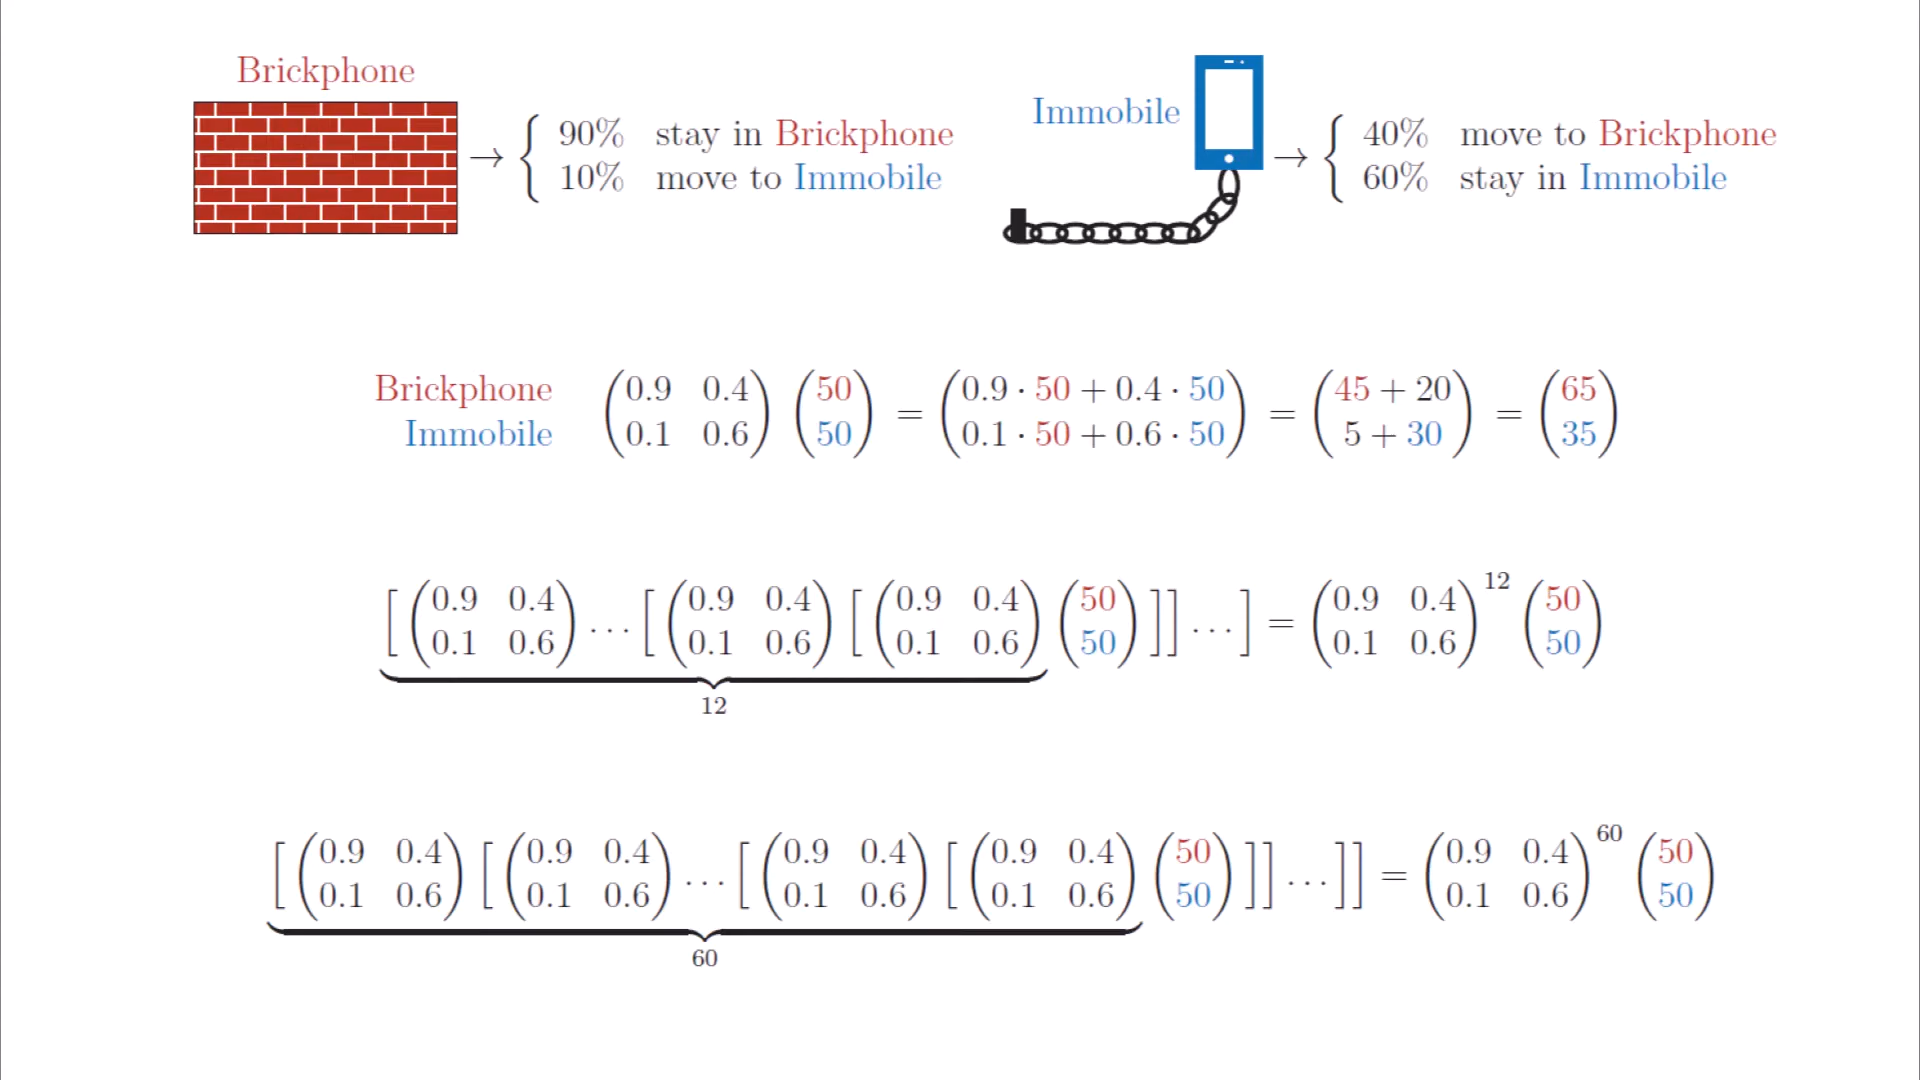 Brickphone
→ { 90% stay in Brickphone
10% move to Immobile
Immobile
→ { 40% move to Brickphone
60% stay in Immobile
Brickphone (0.9 0.4) (50) = (0.9 · 50 + 0.4 · 50) = (45 + 20) = (65)
Immobile (0.1 0.6) (50) (0.1 · 50 + 0.6 · 50) (5 + 30) (35)
[(0.9 0.4) ... [(0.9 0.4) [(0.9 0.4) (50)]] ...] = (0.9 0.4)^12 (50)
(0.1 0.6) (0.1 0.6) (0.1 0.6) (50) (0.1 0.6) (50)
12
[(0.9 0.4) [(0.9 0.4) ... [(0.9 0.4) [(0.9 0.4) (50)]] ...]] = (0.9 0.4)^60 (50)
(0.1 0.6) (0.1 0.6) (0.1 0.6) (0.1 0.6) (50) (0.1 0.6) (50)
60